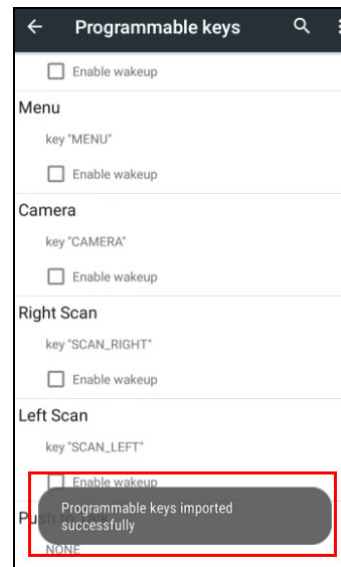 Programmable keys
Enable wakeup
Menu
key "MENU"
Enable wakeup
Camera
key "CAMERA"
Enable wakeup
Right Scan
key "SCAN_RIGHT"
Enable wakeup
Left Scan
key "SCAN_LEFT"
Enable wakeup
Programmable keys imported
successfully
NONE